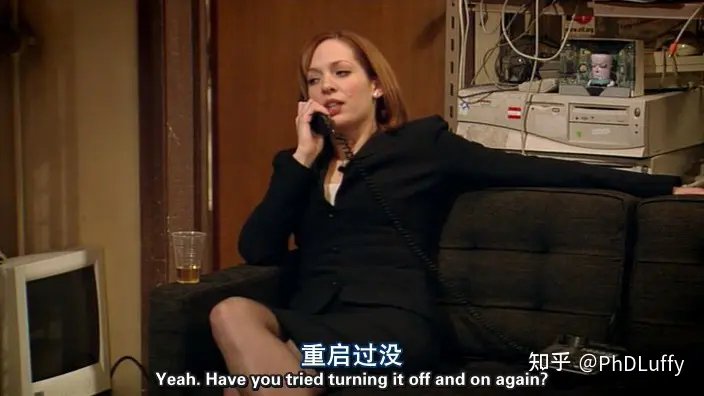 重启过没
Yeah. Have you tried turning it off and on again?
知乎 @PhDLuffy